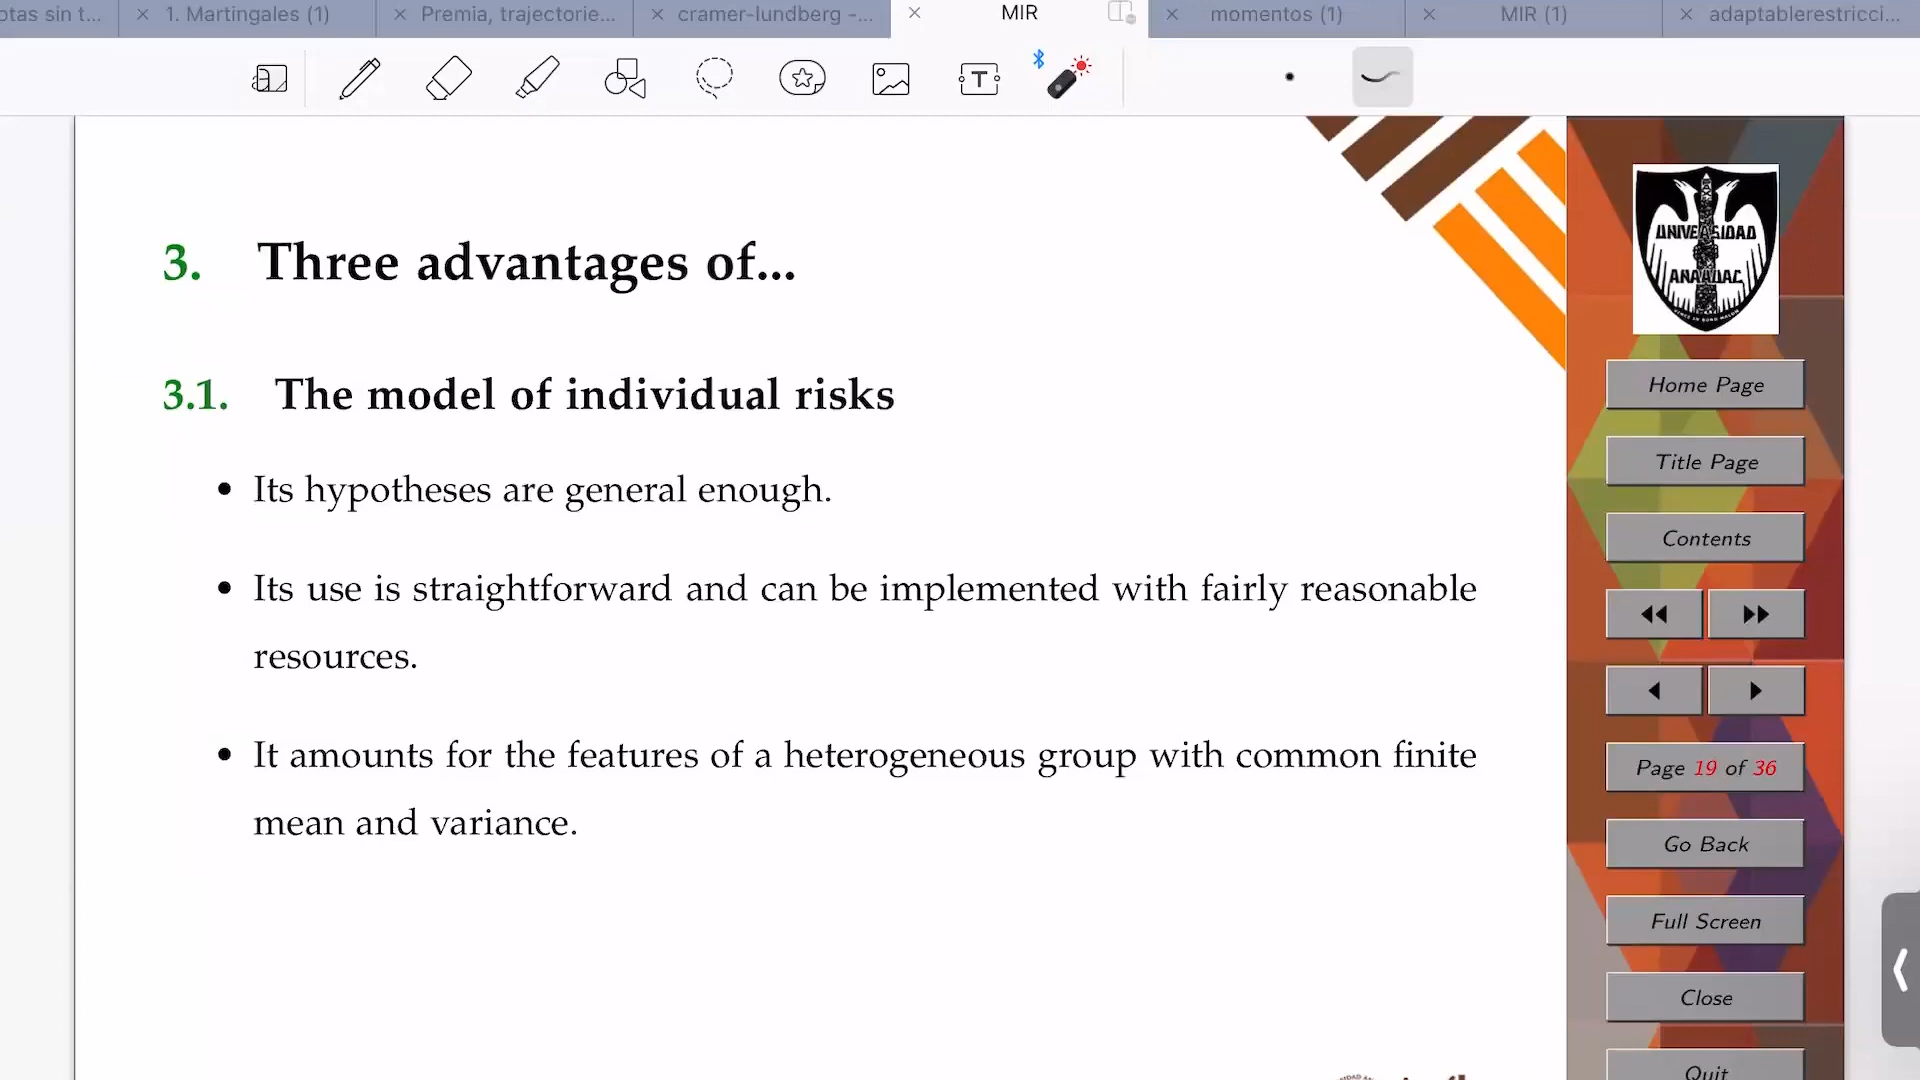 otas sin t...
1. Martingales (1)
Premia, trajectorie...
cramer-lundberg -...
MIR
momentos (1)
MIR (1)
adaptablerestricci...
3. Three advantages of...
3.1. The model of individual risks
• Its hypotheses are general enough.
• Its use is straightforward and can be implemented with fairly reasonable
resources.
• It amounts for the features of a heterogeneous group with common finite
mean and variance.
UNIVERSIDAD
ANAHUAC
Home Page
Title Page
Contents
Page 19 of 36
Go Back
Full Screen
Close
Quit